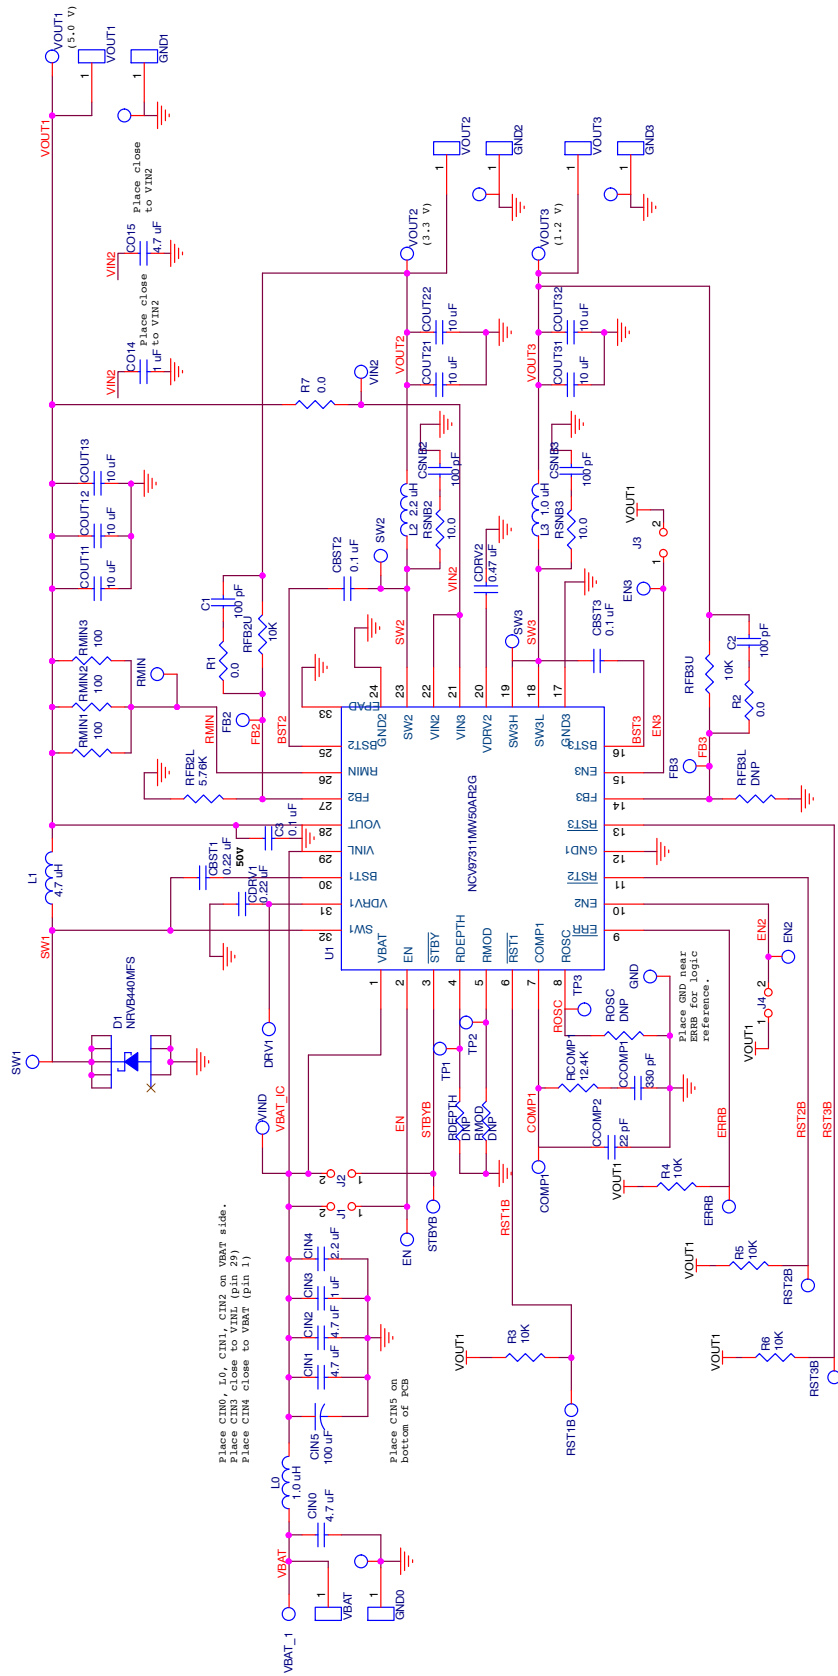 VOUT1
(5.0 V)
VOUT1
1
GND1
1
VOUT1
Place close
to VIN2
CO15
4.7 uF
VIN2
Place close
to VIN2
CO14
1 uF
VIN2
R7
0.0
VIN2
COUT13
10 uF
COUT12
10 uF
COUT11
10 uF
RMIN3
100
RMIN2
100
RMIN1
100
RMIN
RMIN
L1
4.7 uH
SW1
SW1
D1
NRVB440MFS
CBST1
0.22 uF
50V
C3
0.1 uF
CDRV1
0.22 uF
DRV1
RFB2L
5.76K
FB2
FB2
R1
0.0
C1
100 pF
RFB2U
10K
BST2
CBST2
0.1 uF
SW2
SW2
L2
2.2 uH
RSNB2
10.0
CSNB2
100 pF
VOUT2
COUT21
10 uF
COUT22
10 uF
VOUT2
(3.3 V)
VOUT2
1
GND2
1
VIN2
CDRV2
0.47 uF
SW3
SW3
L3
1.0 uH
RSNB3
10.0
CSNB3
100 pF
VOUT3
COUT31
10 uF
COUT32
10 uF
VOUT3
(1.2 V)
VOUT3
1
GND3
1
CBST3
0.1 uF
BST3
EN3
EN3
J3
1
2
VOUT1
FB3
FB3
RFB3U
10K
R2
0.0
C2
100 pF
RFB3L
DNP
U1
NCV97311MW50AR2G
1
VBAT
2
EN
3
STBY
4
RDEPTH
5
RMOD
6
RST1
7
COMP1
8
ROSC
9
ERR
10
EN2
11
RST2
12
GND1
13
RST3
14
FB3
15
EN3
16
BST3
17
GND3
18
SW3L
19
SW3H
20
VDRV2
21
VIN3
22
VIN2
23
SW2
24
GND2
25
BST2
26
RMIN
27
FB2
28
VOUT
29
VINL
30
BST1
31
VDRV1
32
SW1
33
EPAD
VIND
VBAT_IC
J2
1
2
J1
1
2
EN
EN
STBYB
STBYB
TP1
TP2
RDEPTH
DNP
RMOD
DNP
RST1B
COMP1
COMP1
ROSC
TP3
ROSC
DNP
RCOMP1
12.4K
CCOMP1
330 pF
CCOMP2
22 pF
GND
Place GND near
ERRB for logic
reference.
EN2
EN2
J4
1
2
VOUT1
VOUT1
R4
10K
ERRB
ERRB
VOUT1
R5
10K
RST2B
RST2B
VOUT1
R6
10K
RST3B
RST3B
VOUT1
R3
10K
RST1B
Place CIN0, L0, CIN1, CIN2 on VBAT side.
Place CIN3 close to VINL (pin 29)
Place CIN4 close to VBAT (pin 1)
CIN4
2.2 uF
CIN3
1 uF
CIN2
4.7 uF
CIN1
4.7 uF
CIN5
100 uF
Place CIN5 on
bottom of PCB
L0
1.0 uH
CIN0
4.7 uF
VBAT
VBAT_1
VBAT
1
GND0
1